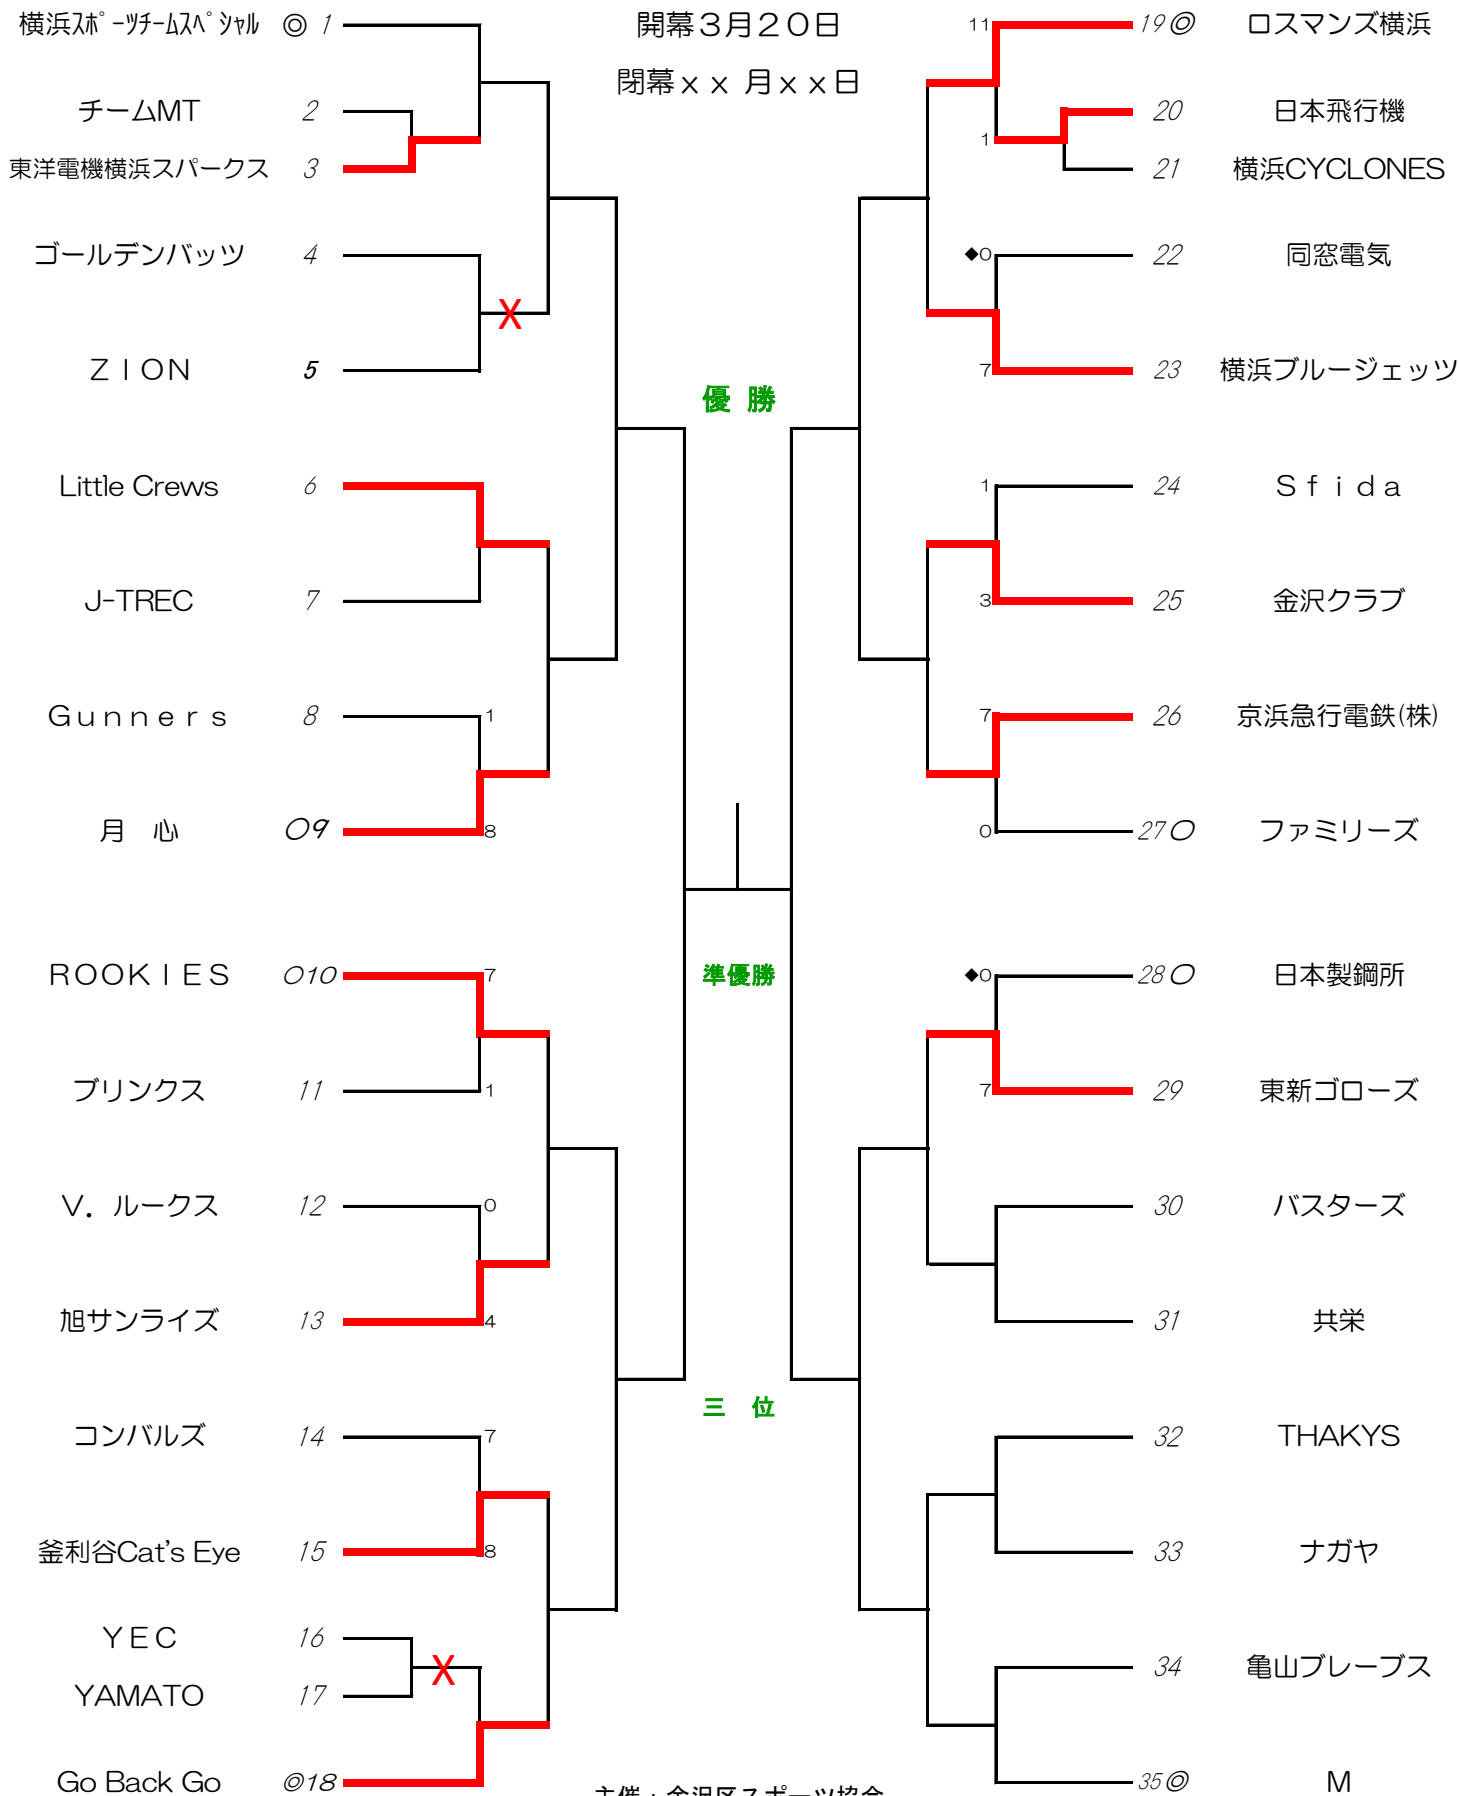 開幕３月２０日
閉幕ｘｘ 月ｘｘ日
横浜ｽﾎﾟｰﾂﾁｰﾑｽﾍﾟｼｬﾙ ◎ 1
チームMT 2
東洋電機横浜スパークス 3
ゴールデンバッツ 4
X
ＺＩＯＮ 5
Little Crews 6
J-TREC 7
Ｇｕｎｎｅｒｓ 8 1
月　心 ○9 8
ＲＯＯＫＩＥＳ ○10 7
ブリンクス 11 1
Ｖ．ルークス 12 0
旭サンライズ 13 4
コンバルズ 14 7
釜利谷Cat's Eye 15 8
ＹＥＣ 16
X
YAMATO 17
Go Back Go ◎18
優 勝
準優勝
三　位
11 19◎ ロスマンズ横浜
20 日本飛行機
1
21 横浜CYCLONES
◆0 22 同窓電気
7 23 横浜ブルージェッツ
1 24 Ｓｆｉｄａ
3 25 金沢クラブ
7 26 京浜急行電鉄(株)
0 27○ ファミリーズ
◆0 28○ 日本製鋼所
7 29 東新ゴローズ
30 バスターズ
31 共栄
32 THAKYS
33 ナガヤ
34 亀山ブレーブス
35◎ M
主催：金沢区スポーツ協会